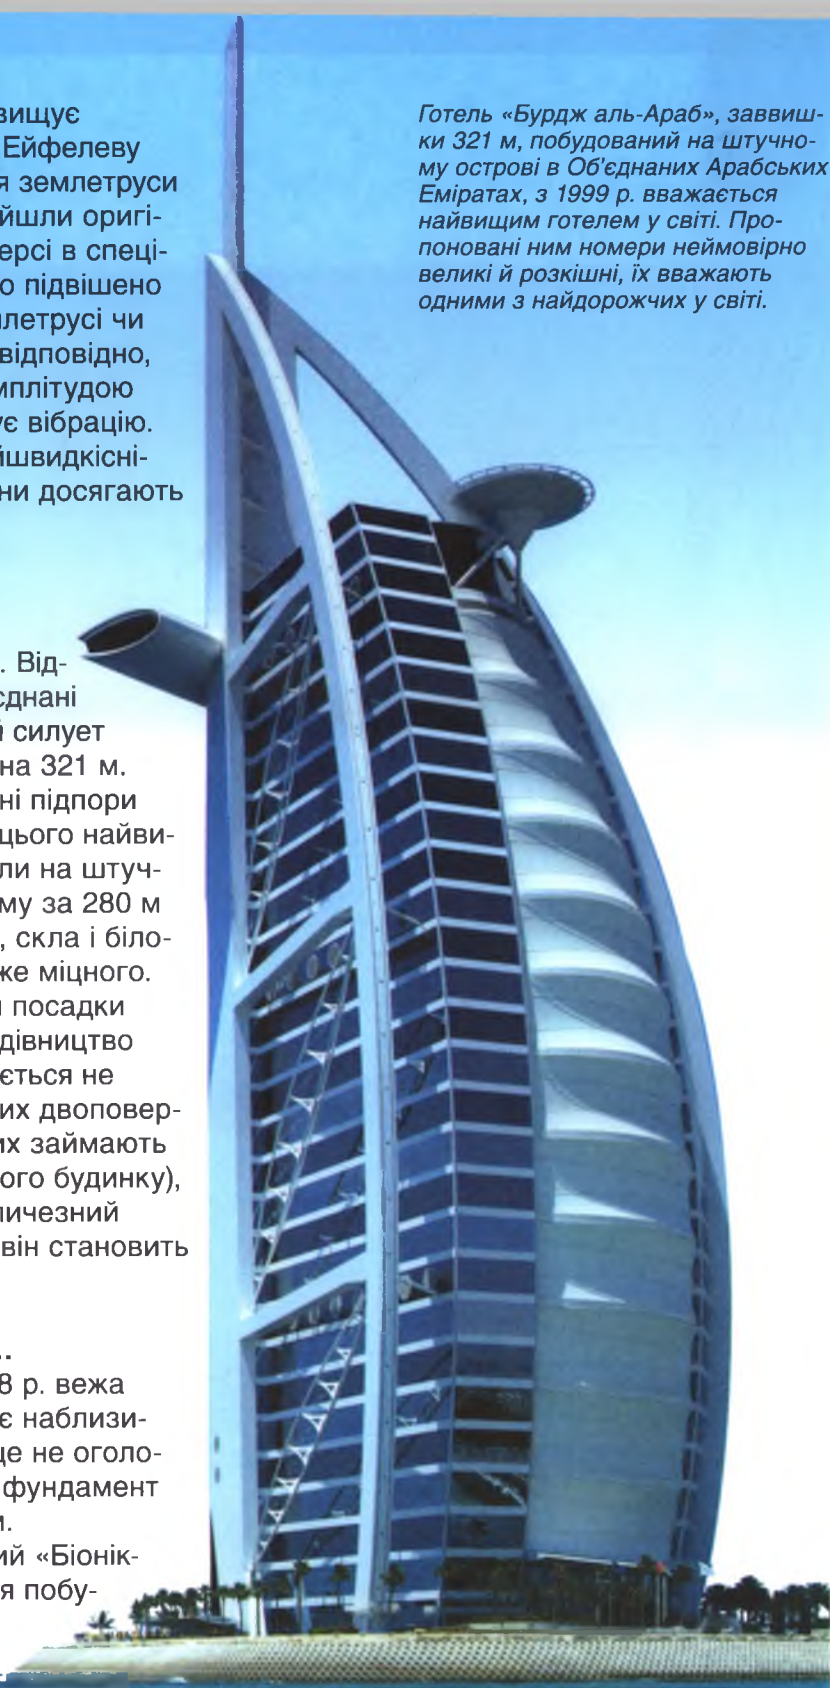 вищує
Ейфелеву
я землетруси
йшли оригі-
ерсі в спеці-
о підвішено
летрусі чи
відповідно,
мплітудою
ує вібрацію.
йшвидкісні-
ни досягають
. Від-
єднані
й силует
на 321 м.
ні підпори
цього найви-
ли на штуч-
му за 280 м
, скла і біло-
же міцного.
и посадки
дівництво
ється не
их двоповер-
их займають
ого будинку),
личезний
він становить
..
8 р. вежа
є наблизи-
це не оголо-
фундамент
м.
ий «Біонік-
я побу-
Готель «Бурдж аль-Араб», заввиш-
ки 321 м, побудований на штучно-
му острові в Об'єднаних Арабських
Еміратах, з 1999 р. вважається
найвищим готелем у світі. Про-
поновані ним номери неймовірно
великі й розкішні, їх вважають
одними з найдорожчих у світі.